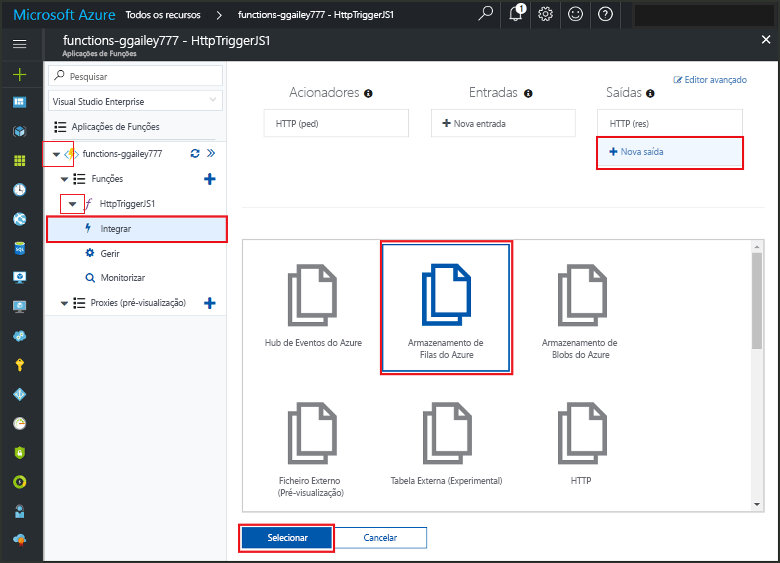 Microsoft Azure Todos os recursos > functions-ggailey777 - HttpTriggerJS1
1
functions-ggailey777 - HttpTriggerJS1
Aplicações de Funções
Pesquisar
Visual Studio Enterprise
Aplicações de Funções
functions-ggailey777
Funções
HttpTriggerJS1
Integrar
Gerir
Monitorizar
Proxies (pré-visualização)
Editor avançado
Acionadores
Entradas
Saídas
HTTP (ped)
Nova entrada
HTTP (res)
Nova saída
Hub de Eventos do Azure
Armazenamento de
Filas do Azure
Armazenamento de
Blobs do Azure
Ficheiro Externo
(Pré-visualização)
Tabela Externa (Experimental)
HTTP
Selecionar
Cancelar
SQL